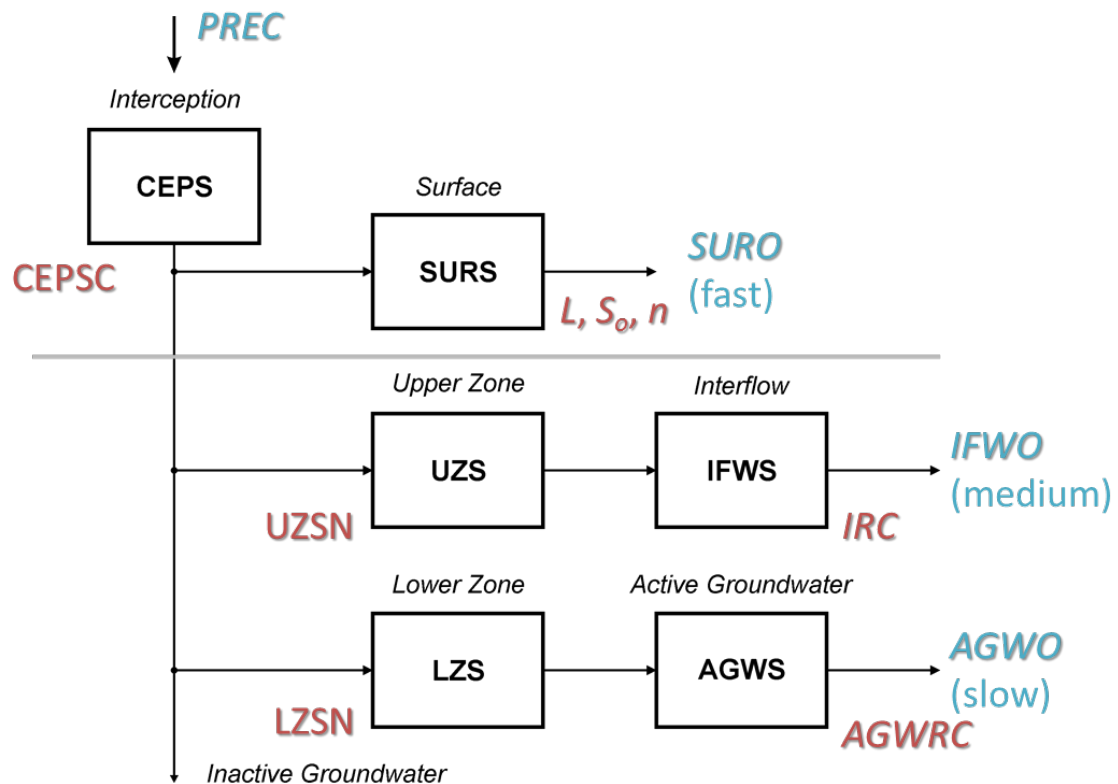 PREC
Interception
CEPS
Surface
CEPSC
SURS
SURO
(fast)
L, Sₒ, n
Upper Zone
Interflow
UZS
IFWS
IFWO
(medium)
UZSN
IRC
Lower Zone
Active Groundwater
LZS
AGWS
AGWO
(slow)
LZSN
AGWRC
Inactive Groundwater